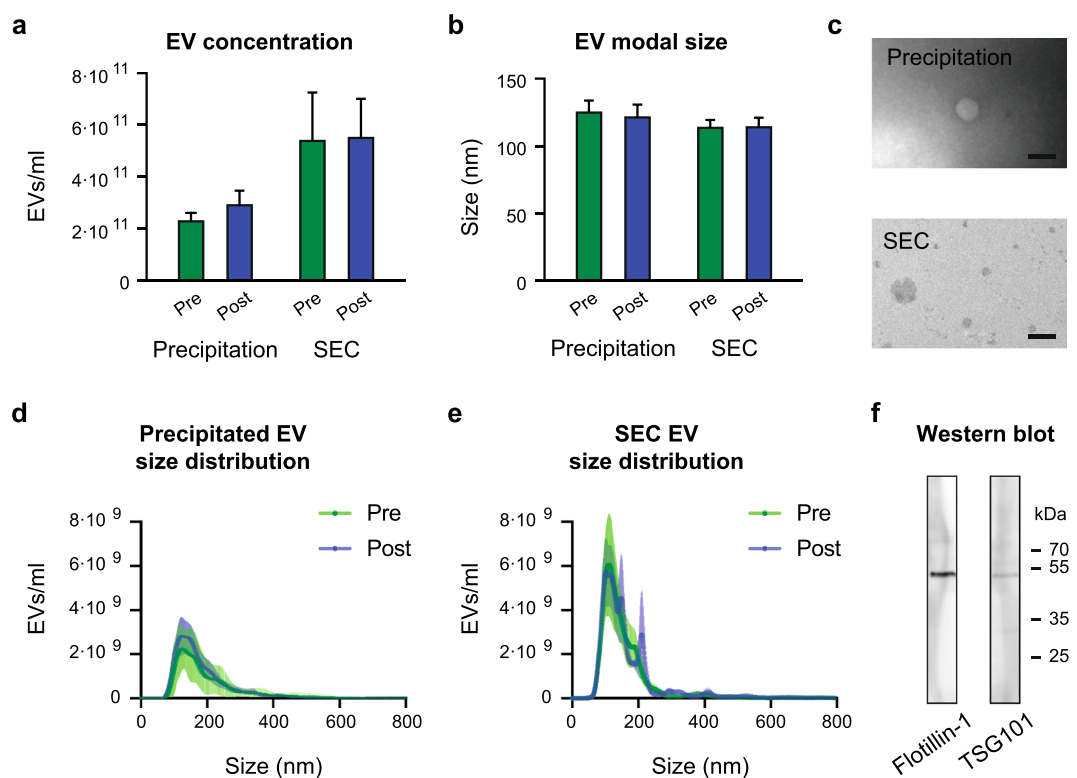 a
EV concentration
8·10 11
6·10 11
4·10 11
2·10 11
0
EVs/ml
Pre
Post
Pre
Post
Precipitation
SEC
b
EV modal size
150
100
50
0
Size (nm)
Pre
Post
Pre
Post
Precipitation
SEC
c
Precipitation
SEC
d
Precipitated EV
size distribution
Pre
Post
8·10 9
6·10 9
4·10 9
2·10 9
0
EVs/ml
0
200
400
600
800
Size (nm)
e
SEC EV
size distribution
Pre
Post
8·10 9
6·10 9
4·10 9
2·10 9
0
EVs/ml
0
200
400
600
800
Size (nm)
f
Western blot
kDa
70
55
35
25
Flotillin-1
TSG101